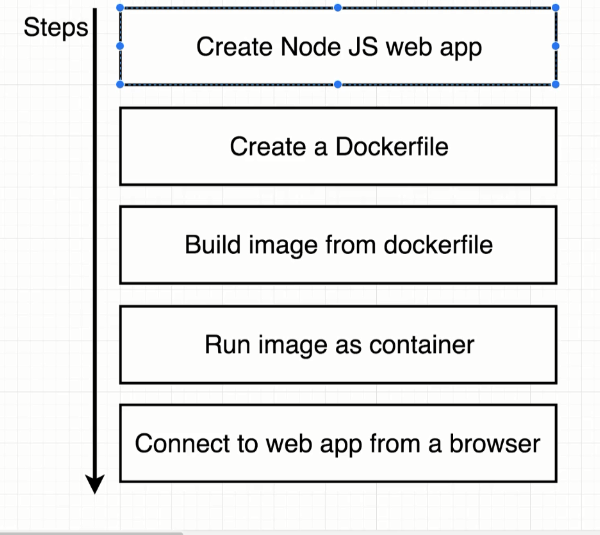 Steps
Create Node JS web app
Create a Dockerfile
Build image from dockerfile
Run image as container
Connect to web app from a browser